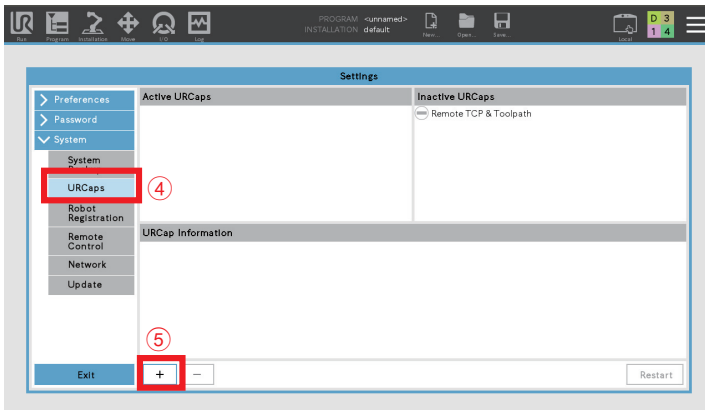 UR
PROGRAM <unnamed>
INSTALLATION default
D 3
1 4
Run
Program
Installation
Move
I/O
Log
New...
Open...
Save...
Local
Settings
Preferences
Password
System
System
URCaps
Robot
Registration
Remote
Control
Network
Update
Exit
Active URCaps
Inactive URCaps
Remote TCP & Toolpath
④
URCap Information
⑤
+
−
Restart